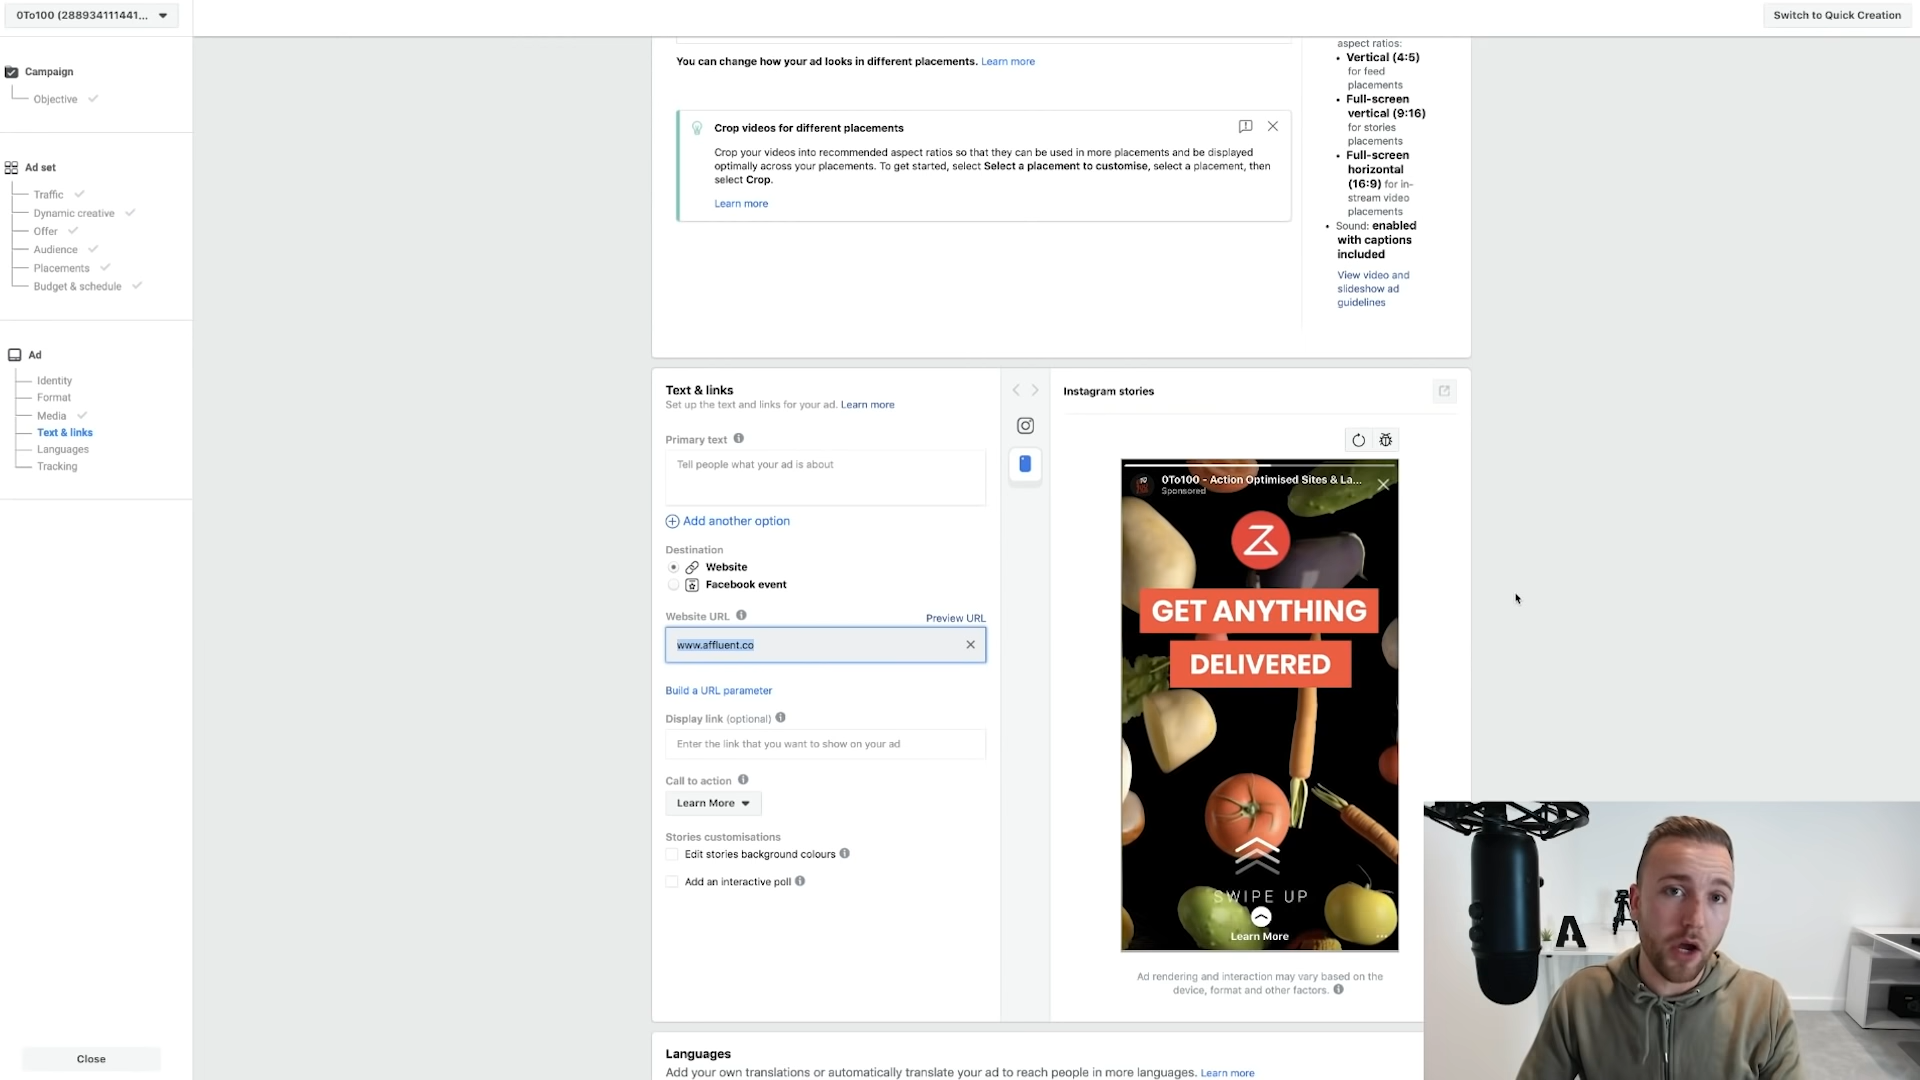 0To100 (288934111441...
Switch to Quick Creation
Campaign
Objective
Ad set
Traffic
Dynamic creative
Offer
Audience
Placements
Budget & schedule
Ad
Identity
Format
Media
Text & links
Languages
Tracking
Close
You can change how your ad looks in different placements. Learn more
Crop videos for different placements
Crop your videos into recommended aspect ratios so that they can be used in more placements and be displayed
optimally across your placements. To get started, select Select a placement to customise, select a placement, then
select Crop.
Learn more
aspect ratios:
• Vertical (4:5)
for feed
placements
• Full-screen
vertical (9:16)
for stories
placements
• Full-screen
horizontal
(16:9) for in-
stream video
placements
• Sound: enabled
with captions
included
View video and
slideshow ad
guidelines
Text & links
Set up the text and links for your ad. Learn more
Primary text
Tell people what your ad is about
Add another option
Destination
Website
Facebook event
Website URL
Preview URL
www.affluent.co
Build a URL parameter
Display link (optional)
Enter the link that you want to show on your ad
Call to action
Learn More
Stories customisations
Edit stories background colours
Add an interactive poll
Instagram stories
0To100 - Action Optimised Sites & La...
Sponsored
GET ANYTHING
DELIVERED
SWIPE UP
Learn More
Ad rendering and interaction may vary based on the
device, format and other factors.
Languages
Add your own translations or automatically translate your ad to reach people in more languages. Learn more
A